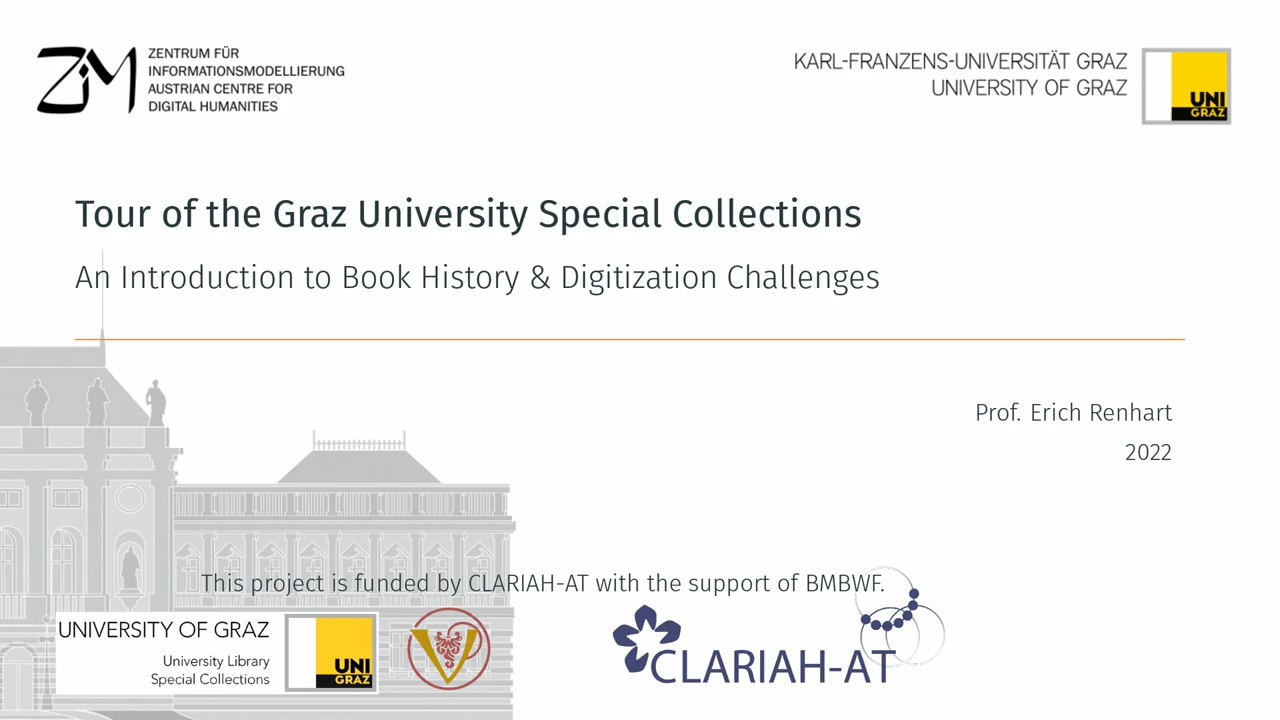 ZENTRUM FÜR
INFORMATIONSMODELLIERUNG
AUSTRIAN CENTRE FOR
DIGITAL HUMANITIES
KARL-FRANZENS-UNIVERSITÄT GRAZ
UNIVERSITY OF GRAZ
UNI
GRAZ
Tour of the Graz University Special Collections
An Introduction to Book History & Digitization Challenges
Prof. Erich Renhart
2022
This project is funded by CLARIAH-AT with the support of BMBWF.
UNIVERSITY OF GRAZ
University Library
Special Collections
UNI
GRAZ
V
CLARIAH-AT